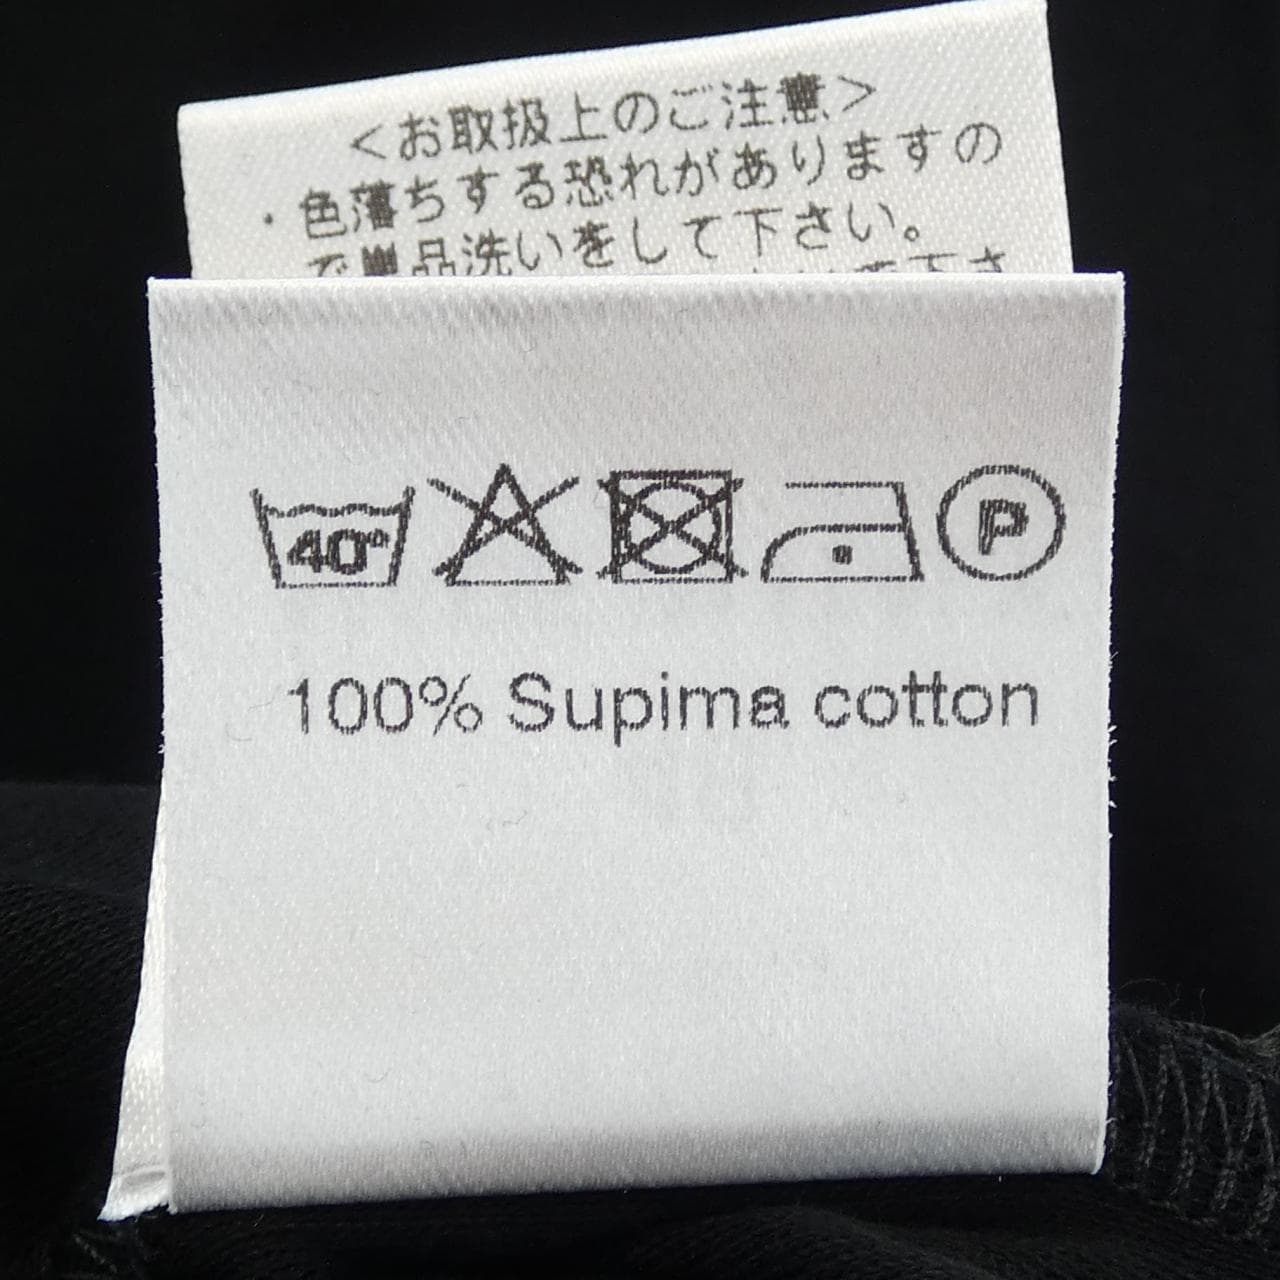 ＜お取扱上のご注意＞
・色落ちする恐れがありますの
で単品洗いをして下さい。
40°
P
100% Supima cotton